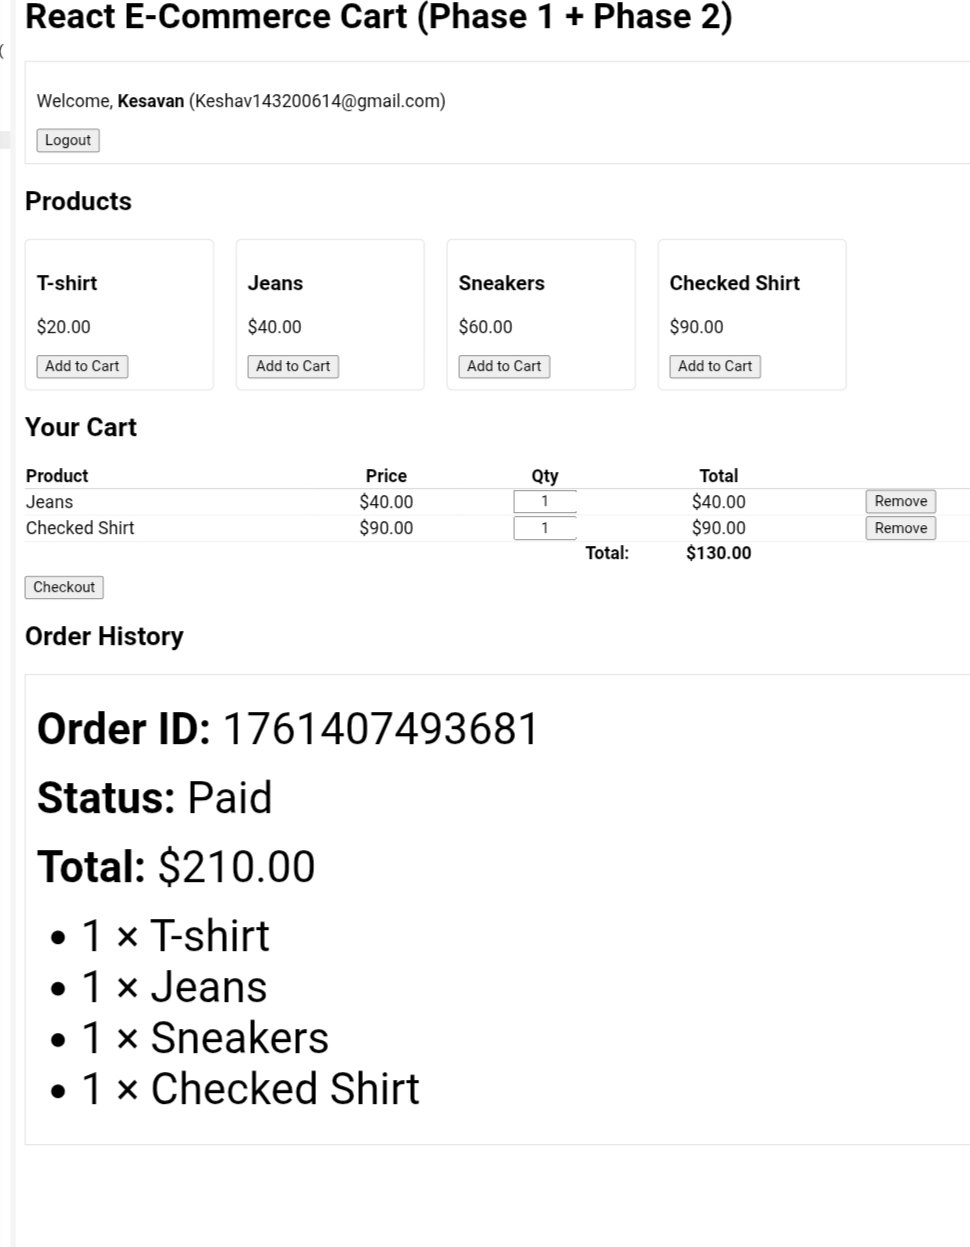 React E-Commerce Cart (Phase 1 + Phase 2)
(
Welcome, Kesavan (Keshav143200614@gmail.com)
Logout
Products
T-shirt
$20.00
Add to Cart
Jeans
$40.00
Add to Cart
Sneakers
$60.00
Add to Cart
Checked Shirt
$90.00
Add to Cart
Your Cart
Product Price Qty Total
Jeans $40.00 1 $40.00 Remove
Checked Shirt $90.00 1 $90.00 Remove
Total: $130.00
Checkout
Order History
Order ID: 1761407493681
Status: Paid
Total: $210.00
• 1 × T-shirt
• 1 × Jeans
• 1 × Sneakers
• 1 × Checked Shirt